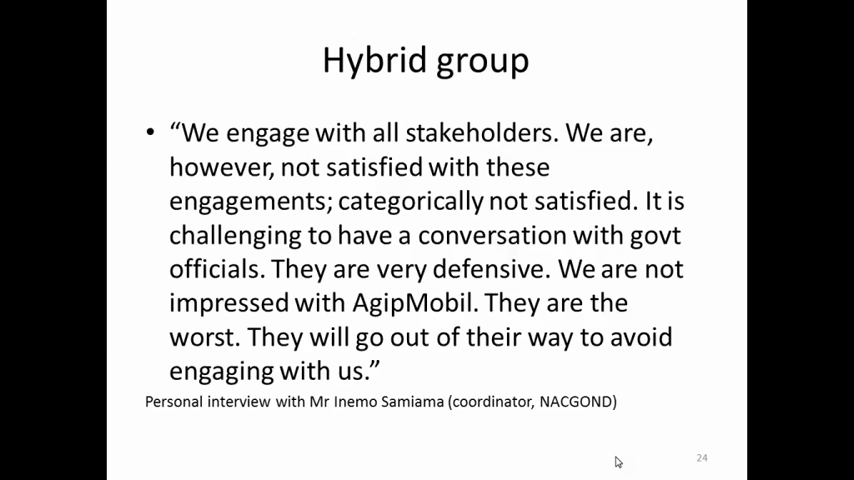 Hybrid group
• “We engage with all stakeholders. We are,
however, not satisfied with these
engagements; categorically not satisfied. It is
challenging to have a conversation with govt
officials. They are very defensive. We are not
impressed with AgipMobil. They are the
worst. They will go out of their way to avoid
engaging with us.”
Personal interview with Mr Inemo Samiama (coordinator, NACGOND)
24